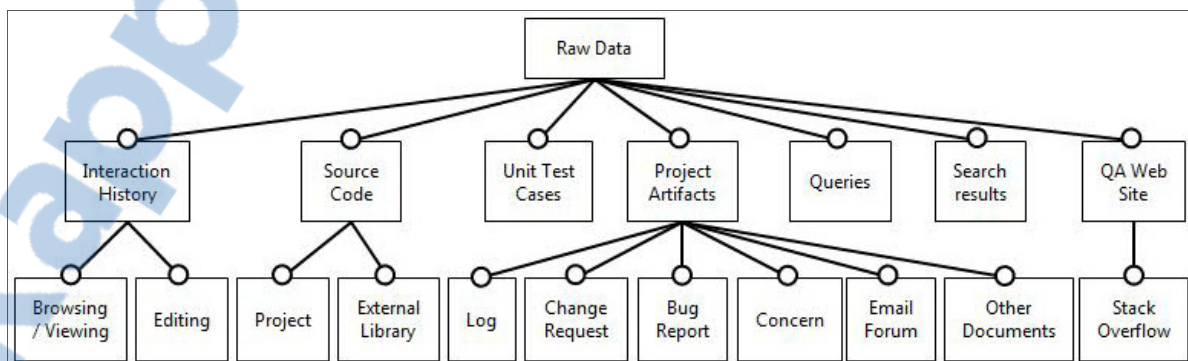 Raw Data
Interaction
History
Source
Code
Unit Test
Cases
Project
Artifacts
Queries
Search
results
QA Web
Site
Browsing
/ Viewing
Editing
Project
External
Library
Log
Change
Request
Bug
Report
Concern
Email
Forum
Other
Documents
Stack
Overflow
app